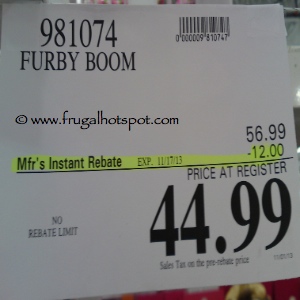 981074
0000009810747
FURBY BOOM
© www.frugalhotspot.com
56.99
Mfr's Instant Rebate EXP. 11/17/13 -12.00
PRICE AT REGISTER
44.99
NO
REBATE LIMIT
Sales Tax on the pre-rebate price